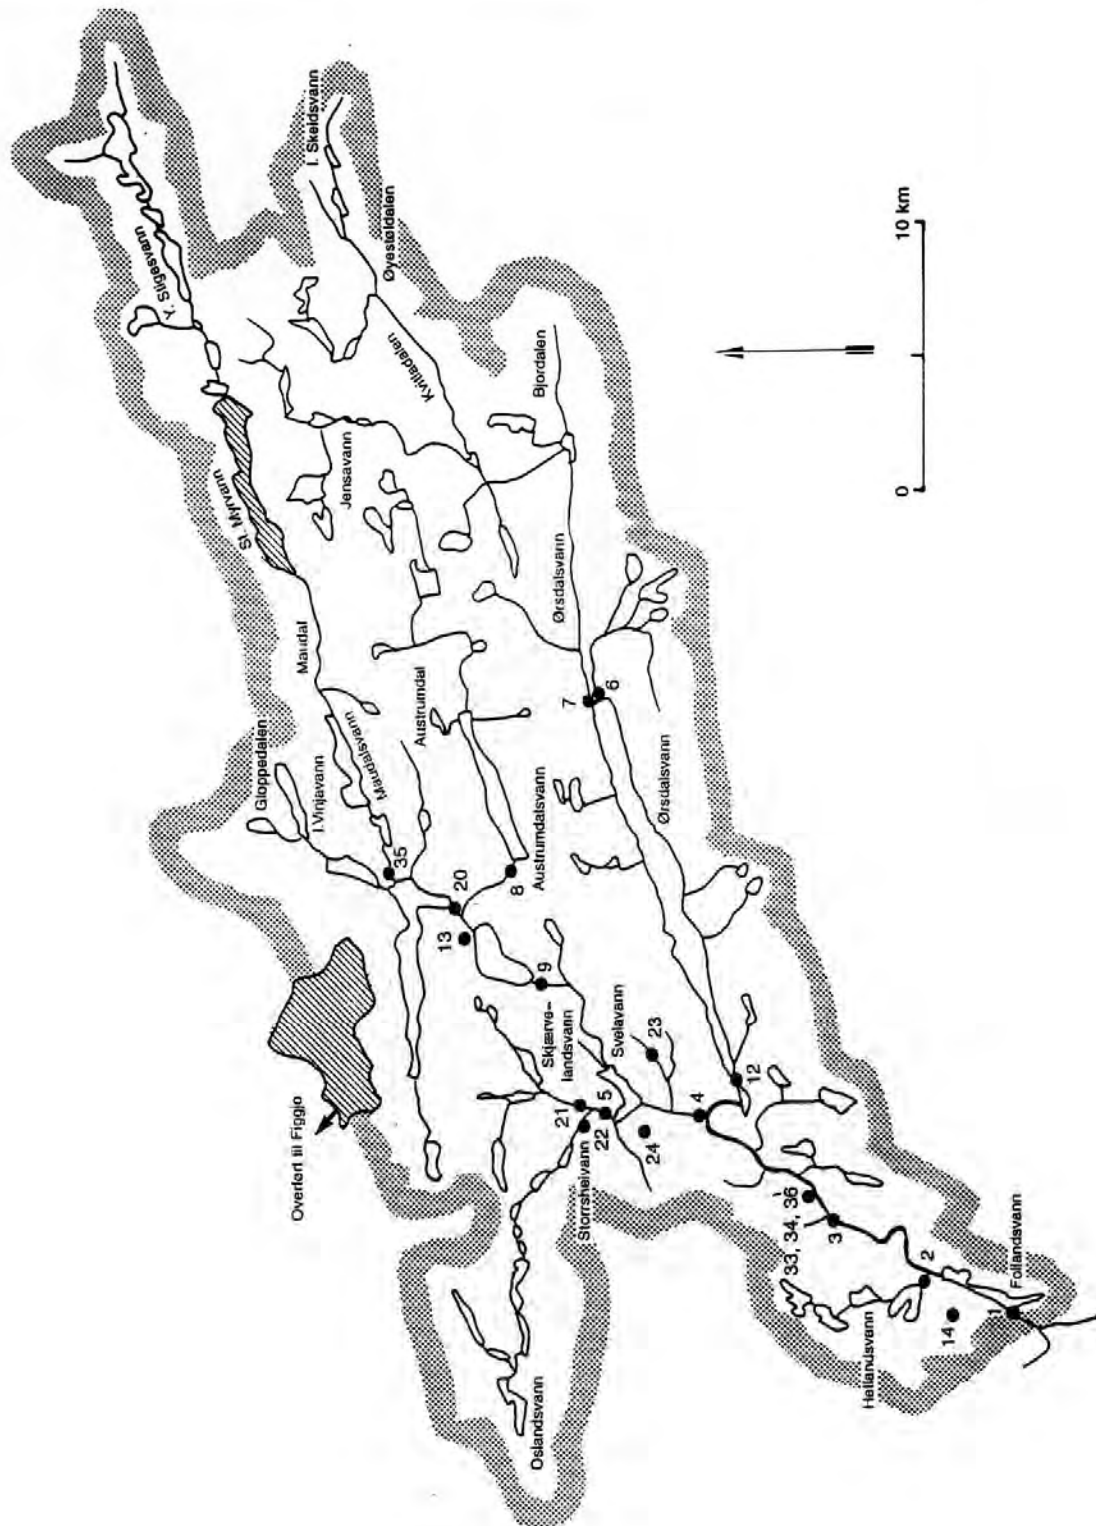 Y. Stigesvann
St. Myrvann
Gloppedalen
Overført til Figgjo
Maudal
I. Vinjavann
I. Skeidsvann
Jensavann
Maudalsvann
Øyestøldalen
35
Austrumdal
Kvitladalen
13
20
8
Oslandsvann
Austrumdalsvann
Bjordalen
9
Skjærve-
landsvann
21
Ørsdalsvann
Storrsheivann
7
22
5
6
Svelavann
24
23
Ørsdalsvann
4
12
33, 34, 36
3
Hellandsvann
0
10 km
2
14
1
Follandsvann